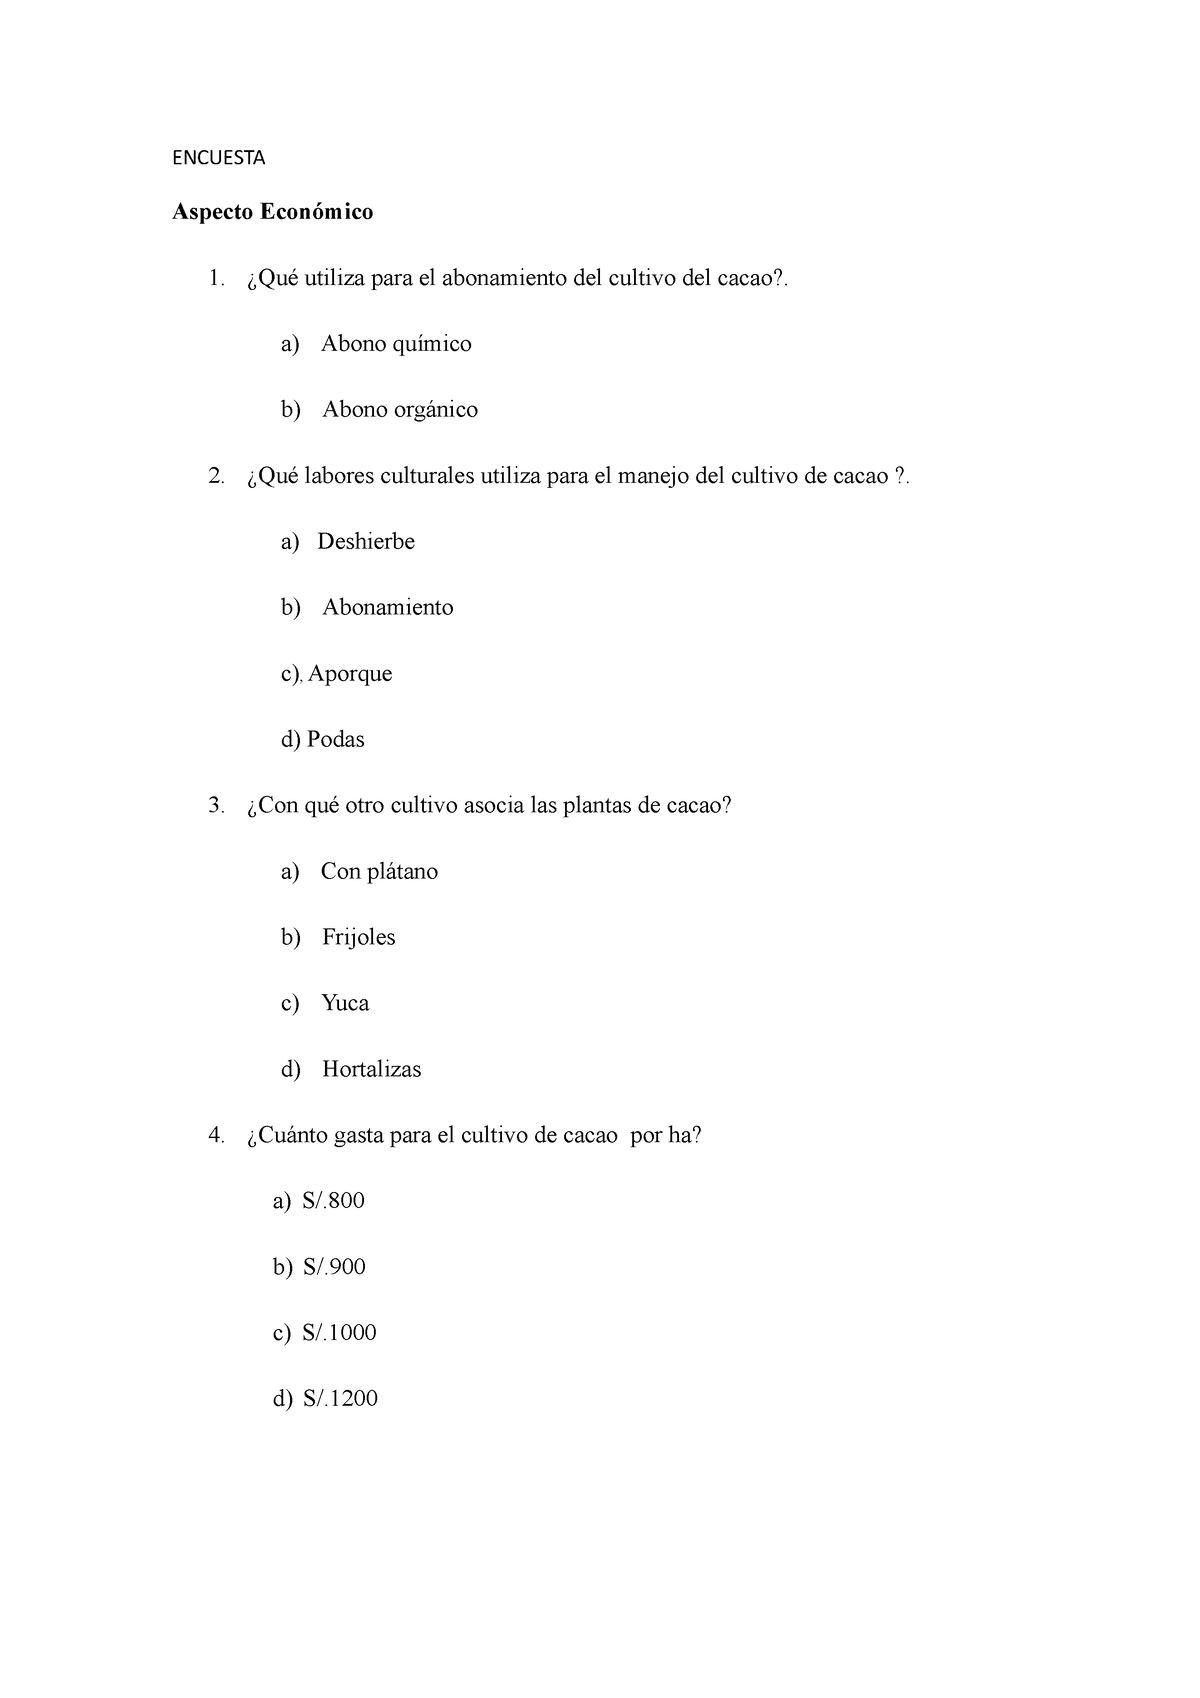 ENCUESTA
Aspecto Económico
1. ¿Qué utiliza para el abonamiento del cultivo del cacao?.
a) Abono químico
b) Abono orgánico
2. ¿Qué labores culturales utiliza para el manejo del cultivo de cacao ?.
a) Deshierbe
b) Abonamiento
c), Aporque
d) Podas
3. ¿Con qué otro cultivo asocia las plantas de cacao?
a) Con plátano
b) Frijoles
c) Yuca
d) Hortalizas
4. ¿Cuánto gasta para el cultivo de cacao por ha?
a) S/.800
b) S/.900
c) S/.1000
d) S/.1200